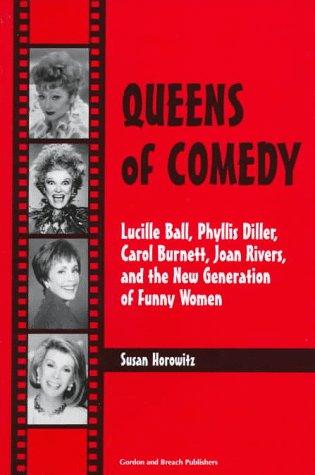 QUEENS
OF COMEDY
Lucille Ball, Phyllis Diller,
Carol Burnett, Joan Rivers,
and the New Generation
of Funny Women
Susan Horowitz
Gordon and Breach Publishers